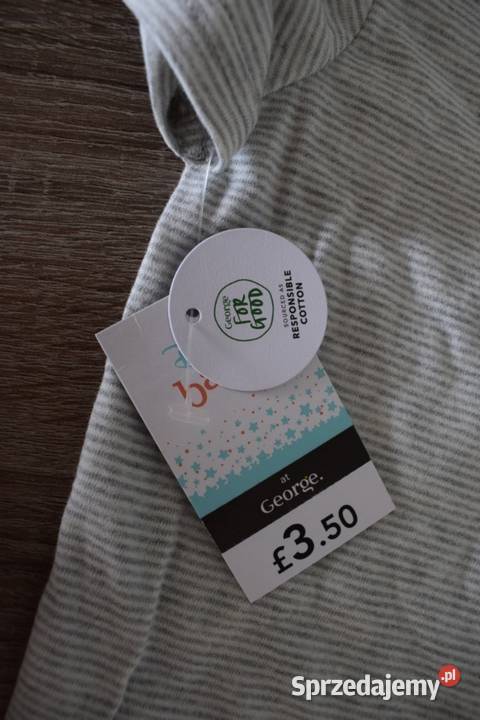 George
FOR
GOOD
SOURCED AS
RESPONSIBLE
COTTON
at
George.
£3.50
Sprzedajemy.pl